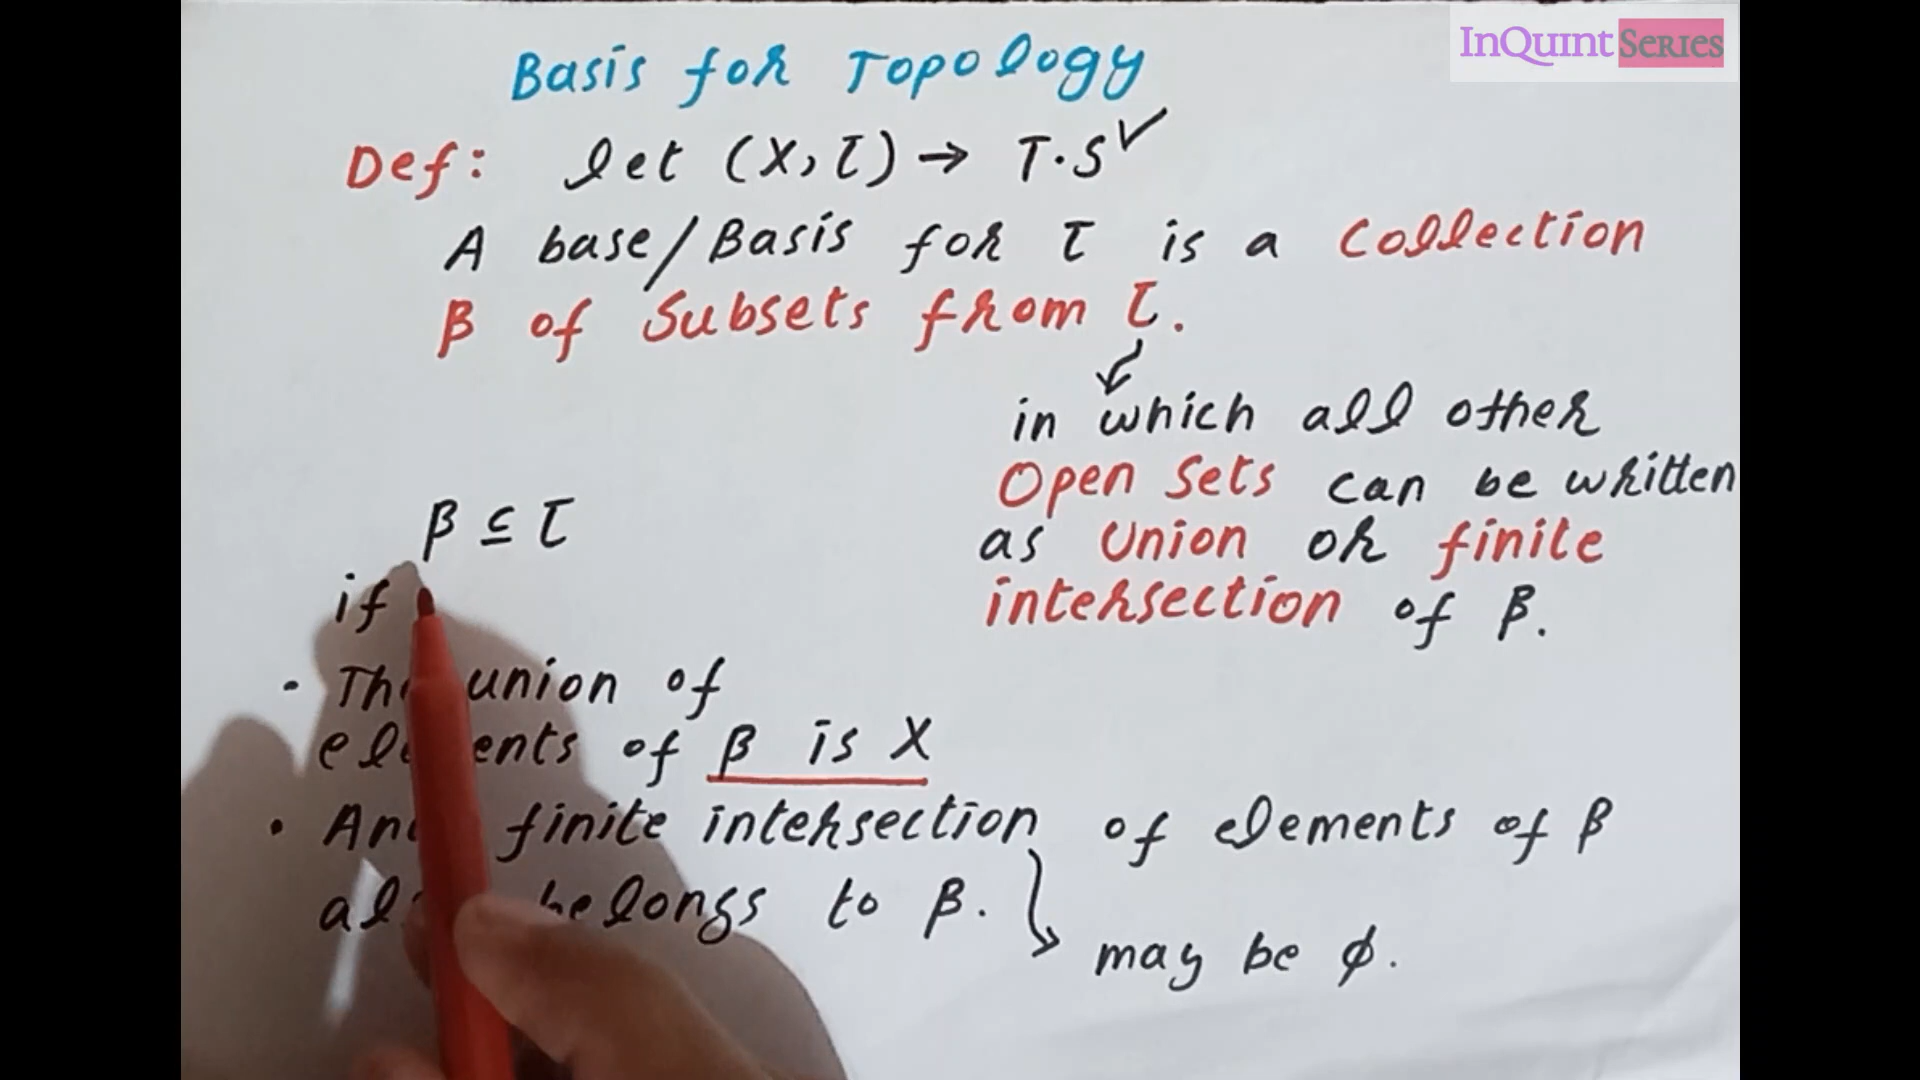 InQuint Series
Basis for Topology
Def: let (X, τ) → T.S ✓
A base/Basis for τ is a collection
β of Subsets from τ.
in which all other
Open Sets can be written
as Union or finite
intersection of β.
β ⊆ τ
if
• union of
of β is X
• finite intersection of elements of β
belongs to β.
may be φ.